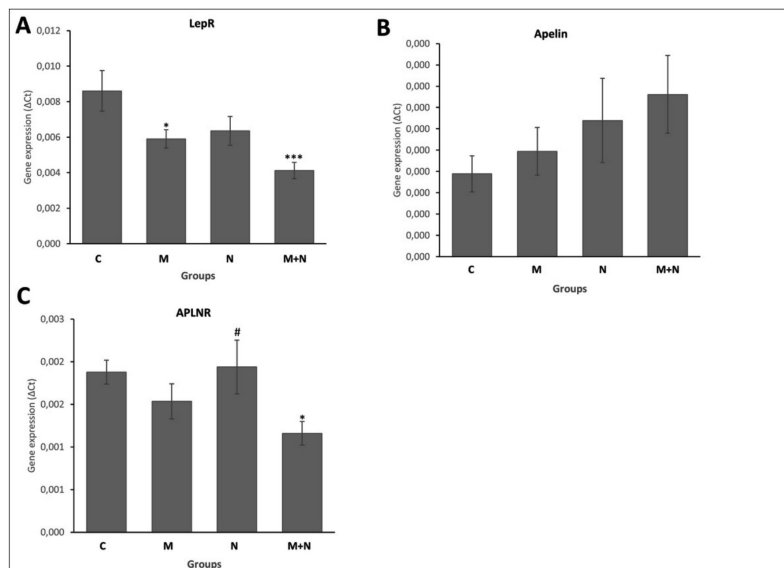 A
LepR
0,012
0,010
0,008
0,006
0,004
0,002
0,000
Gene expression (ΔCt)
*
***
C M N M+N
Groups
B
Apelin
0,000
0,000
0,000
0,000
0,000
0,000
0,000
0,000
0,000
0,000
0,000
Gene expression (ΔCt)
C M N M+N
Groups
C
APLNR
0,003
0,002
0,002
0,001
0,001
0,000
Gene expression (ΔCt)
#
*
C M N M+N
Groups